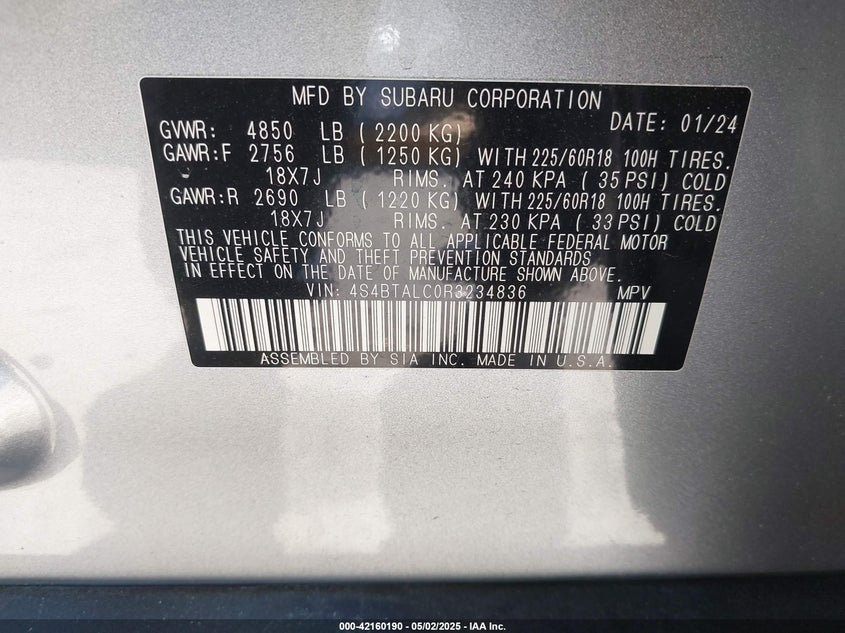 MFD BY SUBARU CORPORATION
GVWR: 4850 LB ( 2200 KG) DATE: 01/24
GAWR:F 2756 LB ( 1250 KG) WITH 225/60R18 100H TIRES.
18X7J RIMS. AT 240 KPA ( 35 PSI) COLD
GAWR:R 2690 LB ( 1220 KG) WITH 225/60R18 100H TIRES.
18X7J RIMS. AT 230 KPA ( 33 PSI) COLD
THIS VEHICLE CONFORMS TO ALL APPLICABLE FEDERAL MOTOR
VEHICLE SAFETY AND THEFT PREVENTION STANDARDS
IN EFFECT ON THE DATE OF MANUFACTURE SHOWN ABOVE.
VIN: 4S4BTALC0R3234836 MPV
ASSEMBLED BY SIA INC. MADE IN U.S.A.
000-42160190 - 05/02/2025 - IAA Inc.